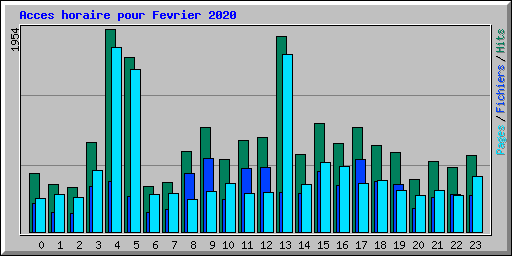 Acces horaire pour Fevrier 2020
1954
Pages / Fichiers / Hits
0 1 2 3 4 5 6 7 8 9 10 11 12 13 14 15 16 17 18 19 20 21 22 23